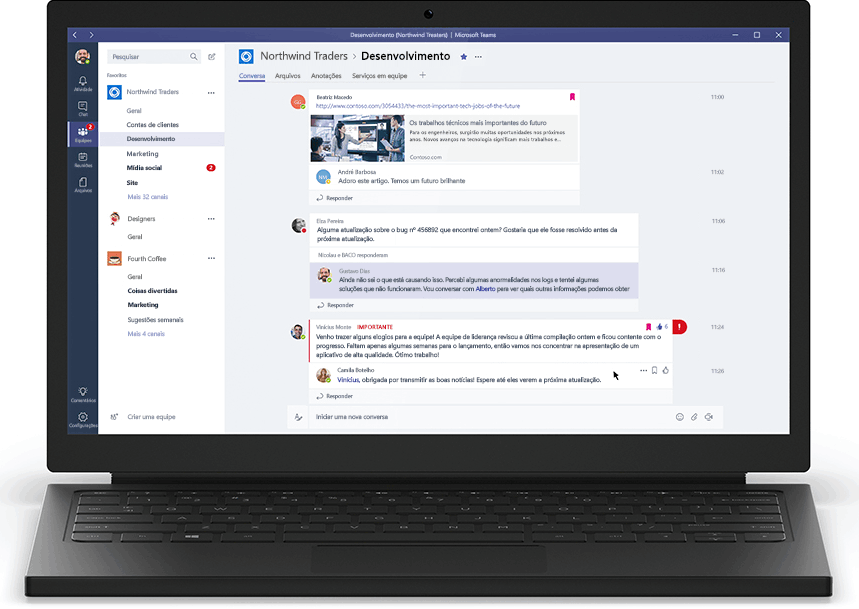 Desenvolvimento (Northwind Traders) | Microsoft Teams
Atividade
Chat
Equipes
2
Reuniões
Arquivos
Comentários
Configurações
Pesquisar
Favoritos
Northwind Traders
Geral
Contas de clientes
Desenvolvimento
Marketing
Mídia social
2
Site
Mais 32 canais
Designers
Geral
Fourth Coffee
Geral
Coisas divertidas
Marketing
Sugestões semanais
Mais 4 canais
Criar uma equipe
Northwind Traders > Desenvolvimento
Conversa Arquivos Anotações Serviços em equipe
Beatriz Macedo
11:00
http://www.contoso.com/3054433/the-most-important-tech-jobs-of-the-future
Os trabalhos técnicos mais importantes do futuro
Para os engenheiros, surgirão muitas oportunidades nos próximos
anos. Novos avanços na tecnologia significam mais trabalhos e...
Contoso.com
André Barbosa
11:02
Adoro este artigo. Temos um futuro brilhante
Responder
Elza Pereira
11:06
Alguma atualização sobre o bug nº 456892 que encontrei ontem? Gostaria que ele fosse resolvido antes da
próxima atualização.
Nicolau e BACO responderam
Gustavo Dias
11:16
Ainda não sei o que está causando isso. Percebi algumas anormalidades nos logs e tentei algumas
soluções que não funcionaram. Vou conversar com Alberto para ver quais outras informações podemos obter
Responder
Vinícius Monte IMPORTANTE
6
11:24
Venho trazer alguns elogios para a equipe! A equipe de liderança revisou a última compilação ontem e ficou contente com o
progresso. Faltam apenas algumas semanas para o lançamento, então vamos nos concentrar na apresentação de um
aplicativo de alta qualidade. Ótimo trabalho!
Camila Botelho
11:26
Vinícius, obrigada por transmitir as boas notícias! Espere até eles verem a próxima atualização.
Responder
Iniciar uma nova conversa